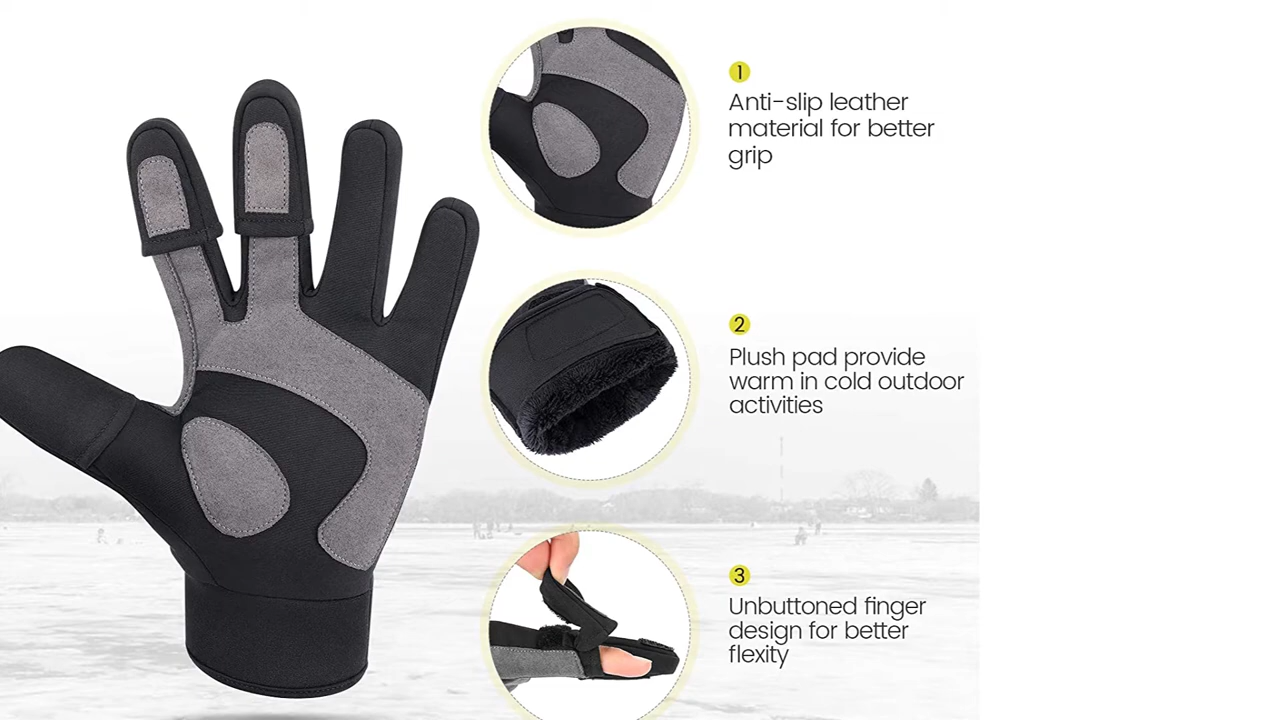 1
Anti-slip leather
material for better
grip
2
Plush pad provide
warm in cold outdoor
activities
3
Unbuttoned finger
design for better
flexity